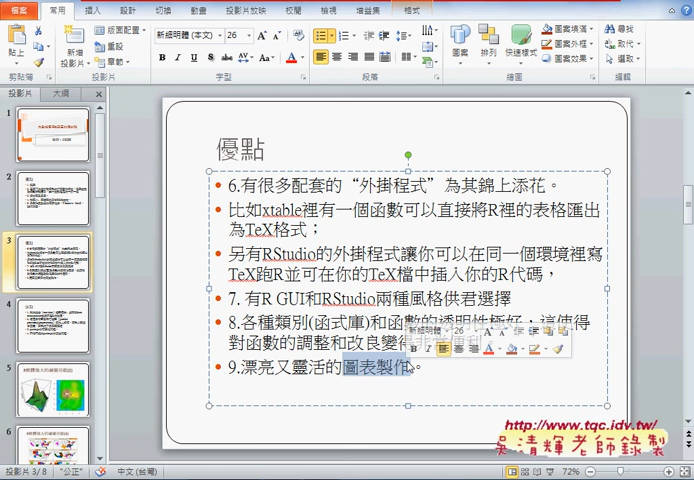 檔案 常用 插入 設計 切換 動畫 投影片放映 校閱 檢視 增益集 格式
版面配置
重設
章節
貼上 新增 投影片
新細明體 (本文) 26
圖案 排列 快速樣式
圖案填滿
圖案外框
圖案效果
尋找
取代
選取
剪貼簿 投影片 字型 段落 繪圖 編輯
投影片 大綱
1
2
3
4
5
6
優點
6.有很多配套的“外掛程式”為其錦上添花。
比如xtable裡有一個函數可以直接將R裡的表格匯出
為TeX格式；
另有RStudio的外掛程式讓你可以在同一個環境裡寫
TeX跑R並可在你的TeX檔中插入你的R代碼，
7. 有R GUI和RStudio兩種風格供君選擇
8.各種類別(函式庫)和函數的透明性極好，這使得
對函數的調整和改良變得非常便利
新細明體 26
9.漂亮又靈活的圖表製作。
http://www.tqc.idv.tw/
吳清輝老師錄製
投影片 3/8 "公正" 中文 (台灣) 72%